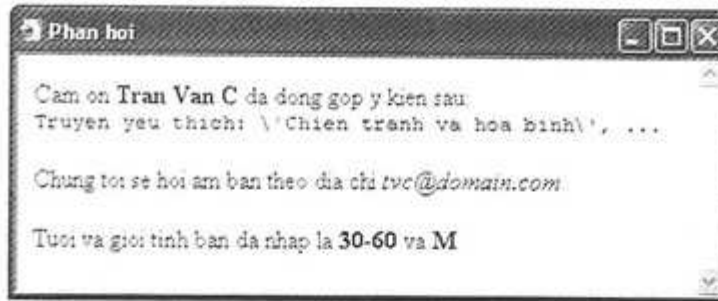 Phan hoi
Cam on Tran Van C da dong gop y kien sau:
Truyen yeu thich: \'Chien tranh va hoa binh\', ...
Chung toi se hoi am ban theo dia chi tvc@domain.com
Tuoi va gioi tinh ban da nhap la 30-60 va M